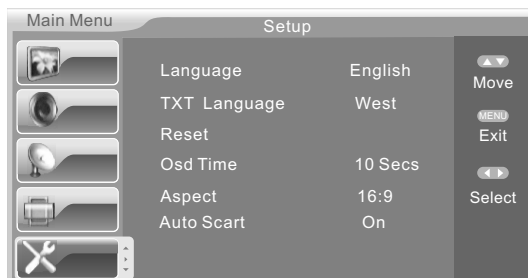 Main Menu
Setup
Language English
TXT Language West
Reset
Osd Time 10 Secs
Aspect 16:9
Auto Scart On
Move
MENU
Exit
Select